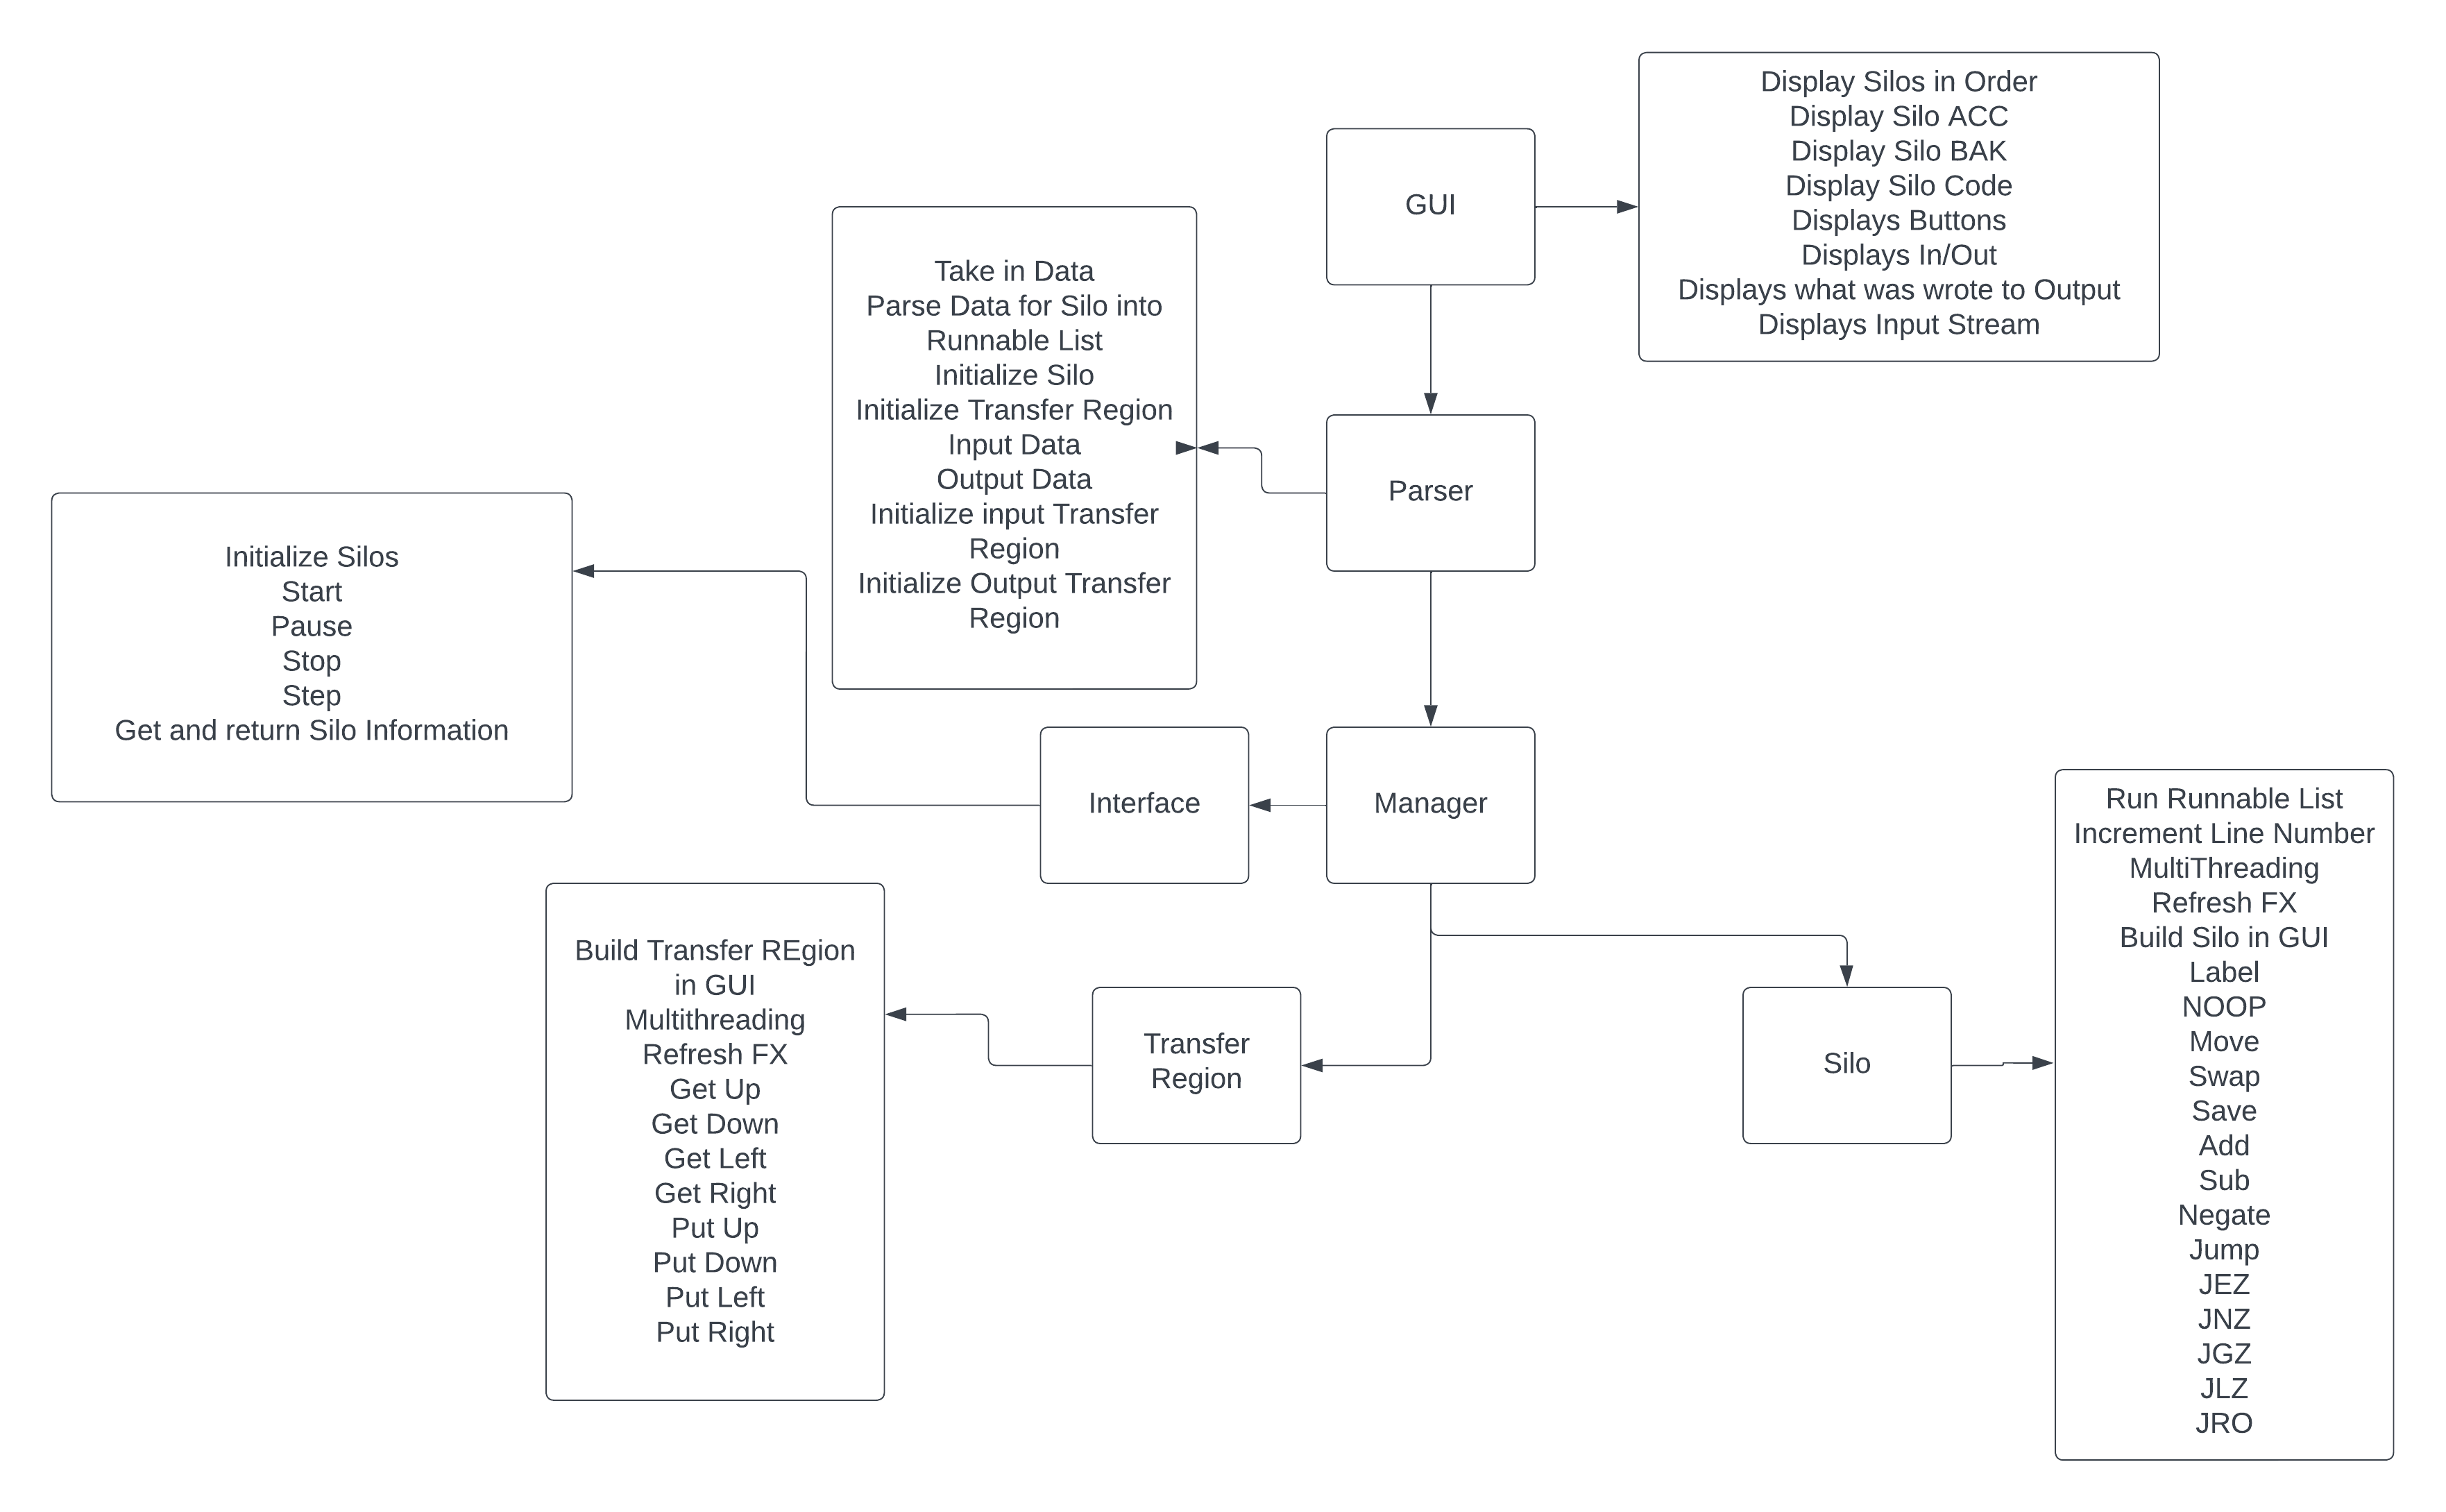 GUI
Display Silos in Order
Display Silo ACC
Display Silo BAK
Display Silo Code
Displays Buttons
Displays In/Out
Displays what was wrote to Output
Displays Input Stream
Take in Data
Parse Data for Silo into
Runnable List
Initialize Silo
Initialize Transfer Region
Input Data
Output Data
Initialize input Transfer
Region
Initialize Output Transfer
Region
Parser
Initialize Silos
Start
Pause
Stop
Step
Get and return Silo Information
Interface
Manager
Build Transfer REgion
in GUI
Multithreading
Refresh FX
Get Up
Get Down
Get Left
Get Right
Put Up
Put Down
Put Left
Put Right
Transfer
Region
Silo
Run Runnable List
Increment Line Number
MultiThreading
Refresh FX
Build Silo in GUI
Label
NOOP
Move
Swap
Save
Add
Sub
Negate
Jump
JEZ
JNZ
JGZ
JLZ
JRO